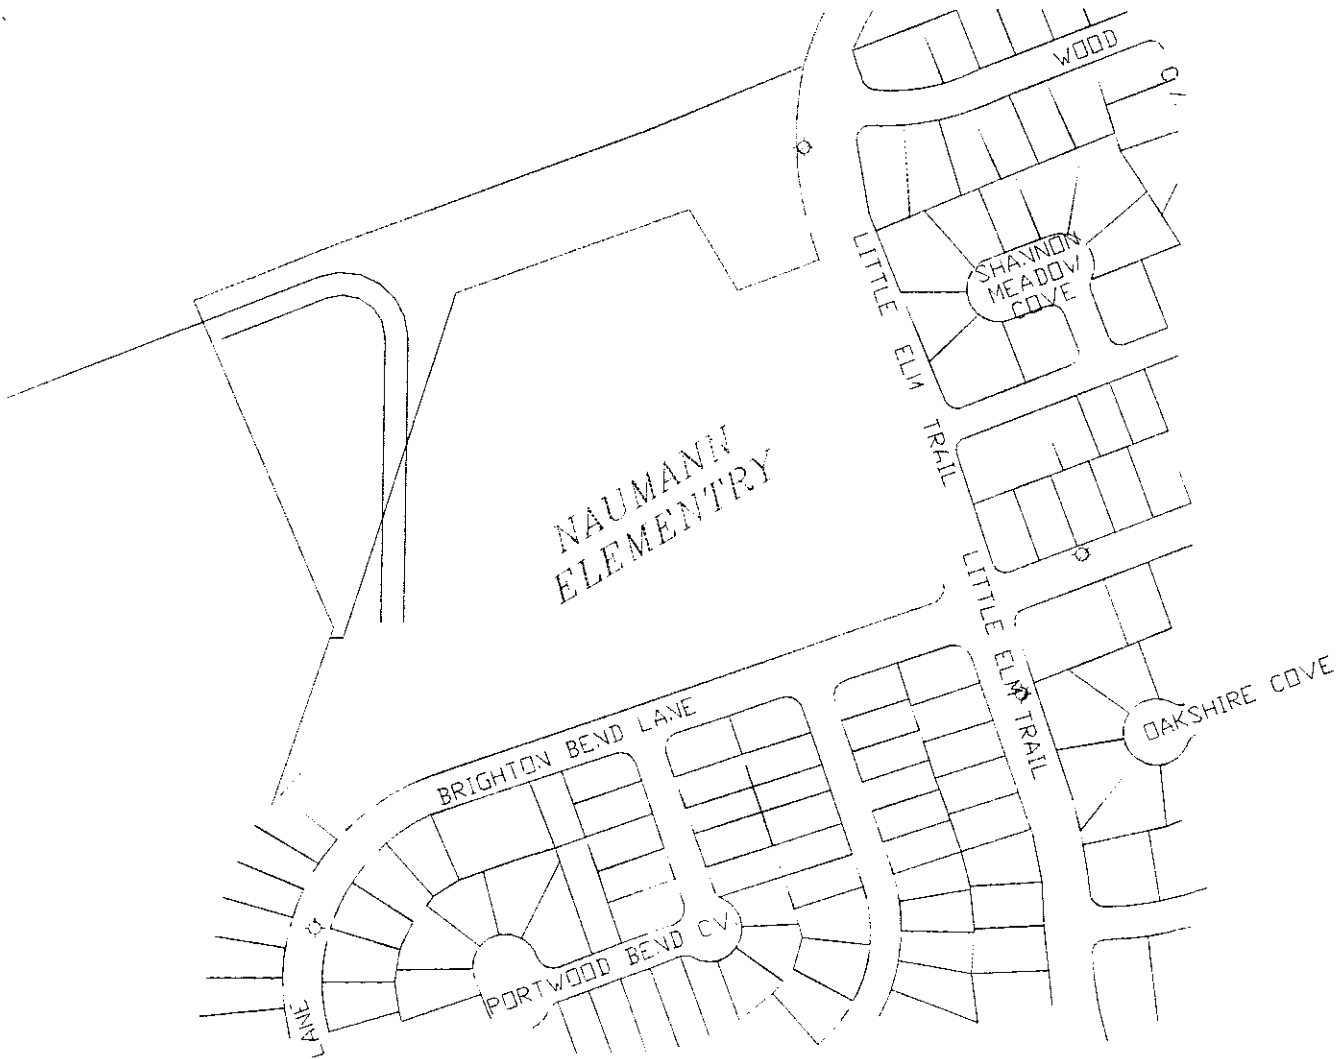 WOOD
LITTLE ELM TRAIL
SHANNON
MEADOW
COVE
NAUMANN
ELEMENTRY
LITTLE ELM TRAIL
OAKSHIRE COVE
BRIGHTON BEND LANE
PORTWOOD BEND CV
LANE